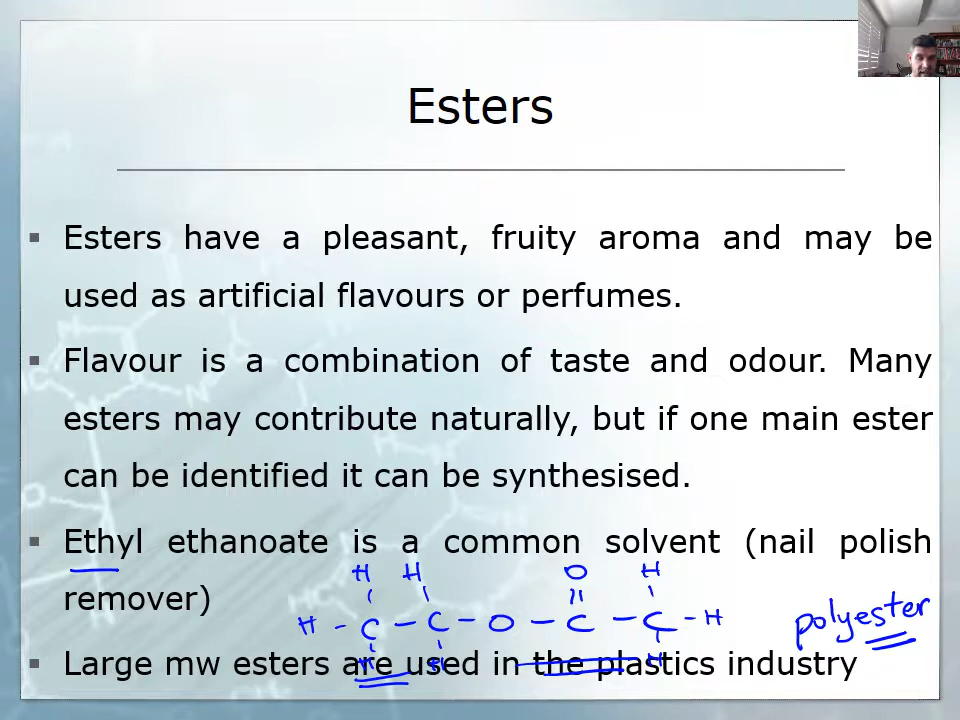 Esters
▪ Esters have a pleasant, fruity aroma and may be
used as artificial flavours or perfumes.
▪ Flavour is a combination of taste and odour. Many
esters may contribute naturally, but if one main ester
can be identified it can be synthesised.
▪ Ethyl ethanoate is a common solvent (nail polish
H H O H
remover)
H - C - C - O - C - C - H
polyester
H H H
▪ Large mw esters are used in the plastics industry